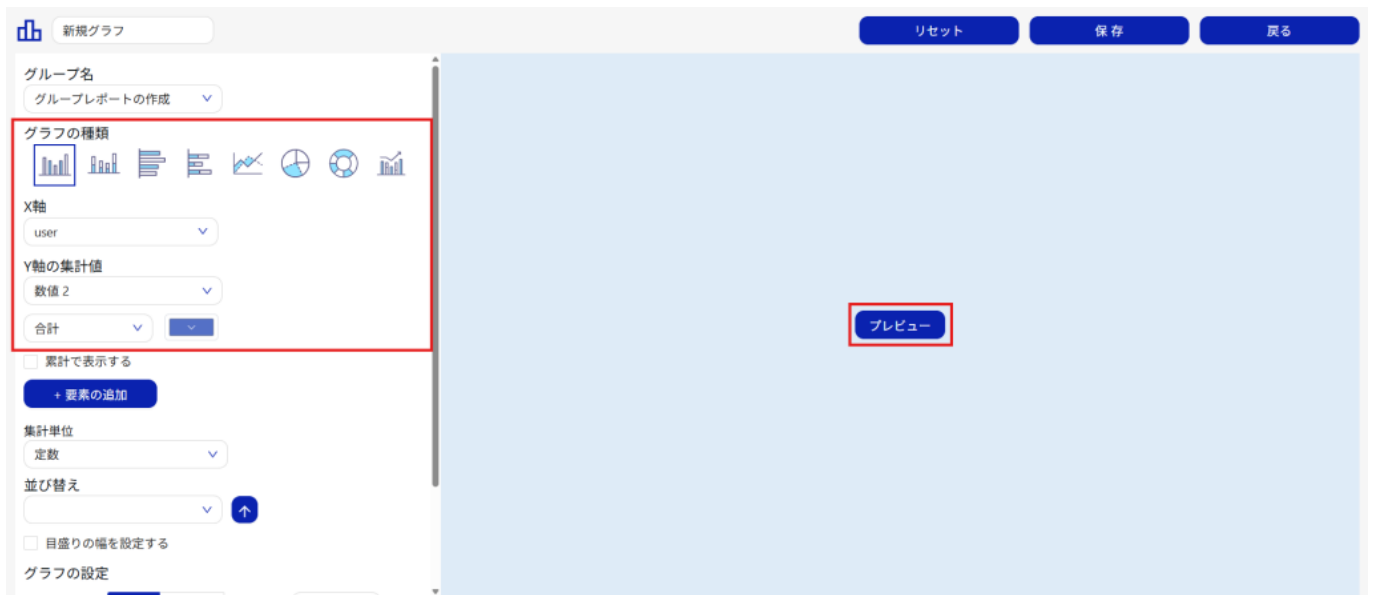 新規グラフ
リセット
保存
戻る
グループ名
グループレポートの作成
グラフの種類
X軸
user
Y軸の集計値
数値 2
合計
プレビュー
累計で表示する
+ 要素の追加
集計単位
定数
並び替え
目盛りの幅を設定する
グラフの設定